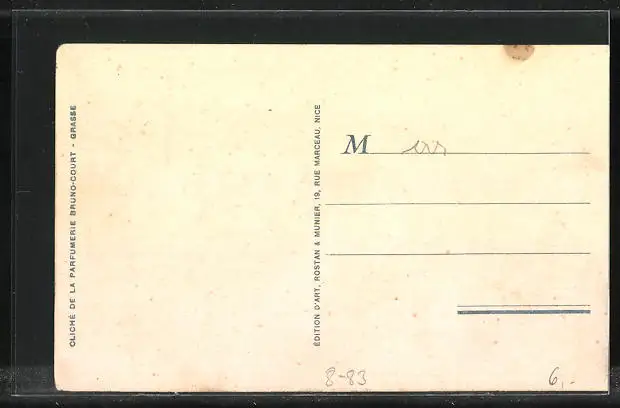 CLICHÉ DE LA PARFUMERIE BRUNO-COURT - GRASSE
ÉDITION D'ART, ROSTAN & MUNIER, 19, RUE MARCEAU, NICE
M
8-83
6,-